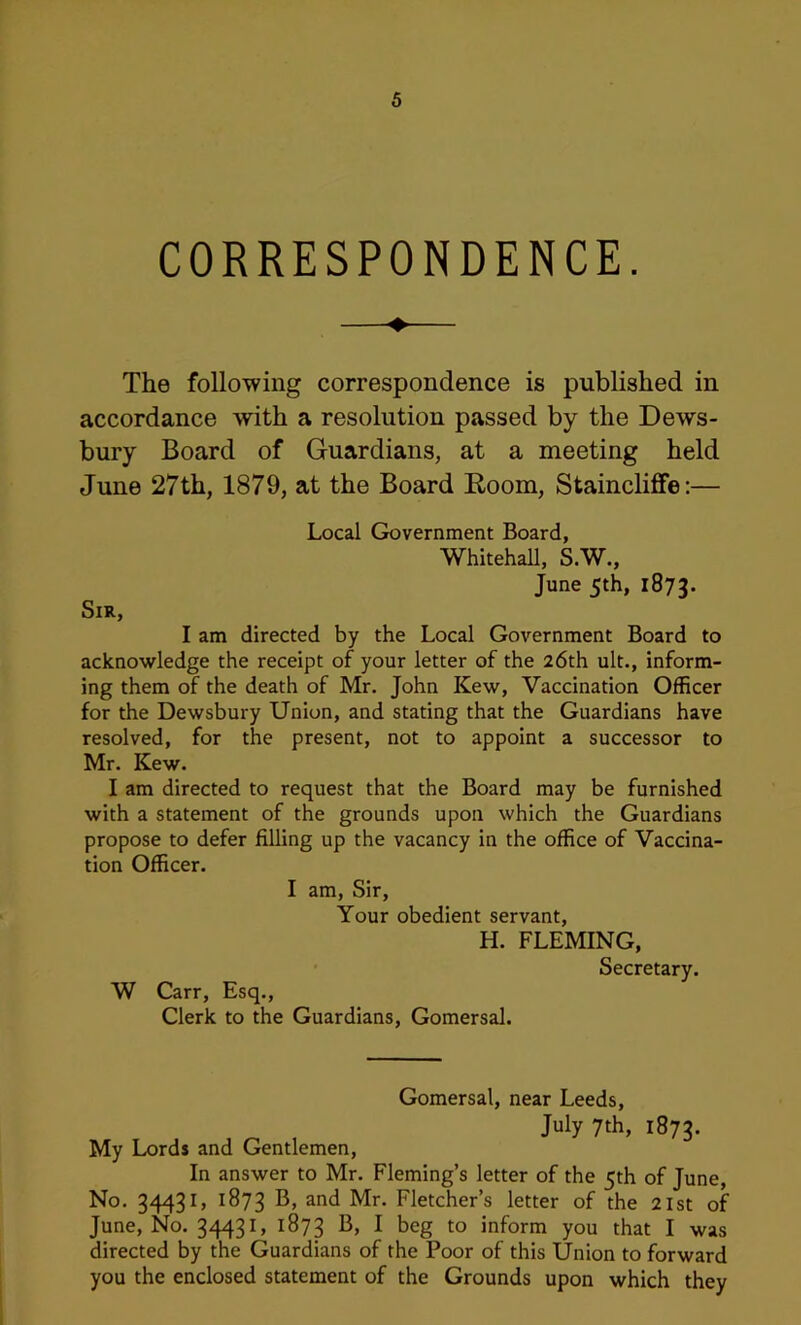 5
CORRESPONDENCE.
The following correspondence is published in
accordance with a resolution passed by the Dews-
bury Board of Guardians, at a meeting held
June 27th, 1879, at the Board Room, Staincliffe:—
Local Government Board,
Whitehall, S.W.,
June 5th, 1873.
SIR,
I am directed by the Local Government Board to
acknowledge the receipt of your letter of the 26th ult., inform-
ing them of the death of Mr. John Kew, Vaccination Officer
for the Dewsbury Union, and stating that the Guardians have
resolved, for the present, not to appoint a successor to
Mr. Kew.
I am directed to request that the Board may be furnished
with a statement of the grounds upon which the Guardians
propose to defer filling up the vacancy in the office of Vaccina-
tion Officer.
I am, Sir,
Your obedient servant,
H. FLEMING,
Secretary.
W Carr, Esq.,
Clerk to the Guardians, Gomersal.
Gomersal, near Leeds,
July 7th, 1873.
My Lords and Gentlemen,
In answer to Mr. Fleming's letter of the 5th of June,
No. 34431, 1873 B, and Mr. Fletcher's letter of the 21st of
June, No. 34431, 1873 B, I beg to inform you that I was
directed by the Guardians of the Poor of this Union to forward
you the enclosed statement of the Grounds upon which they